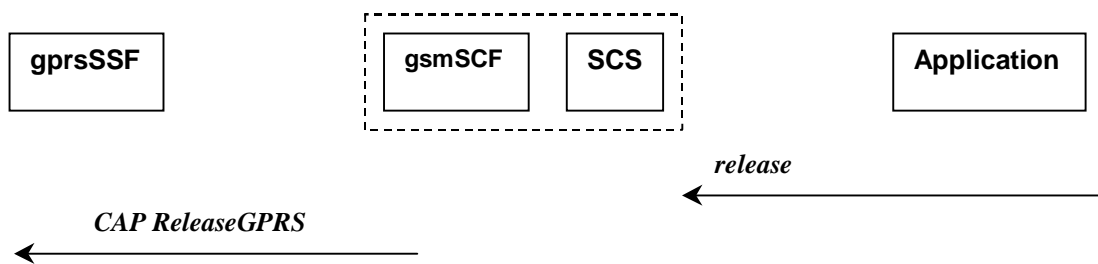 gprsSSF
gsmSCF
SCS
Application
release
CAP ReleaseGPRS